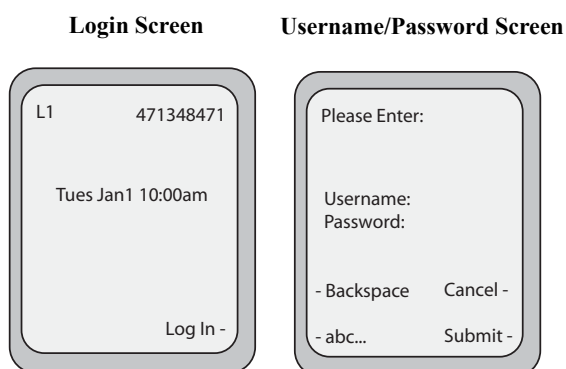 Login Screen
Username/Password Screen
L1 471348471
Tues Jan1 10:00am
Log In -
Please Enter:
Username:
Password:
- Backspace Cancel -
- abc... Submit -